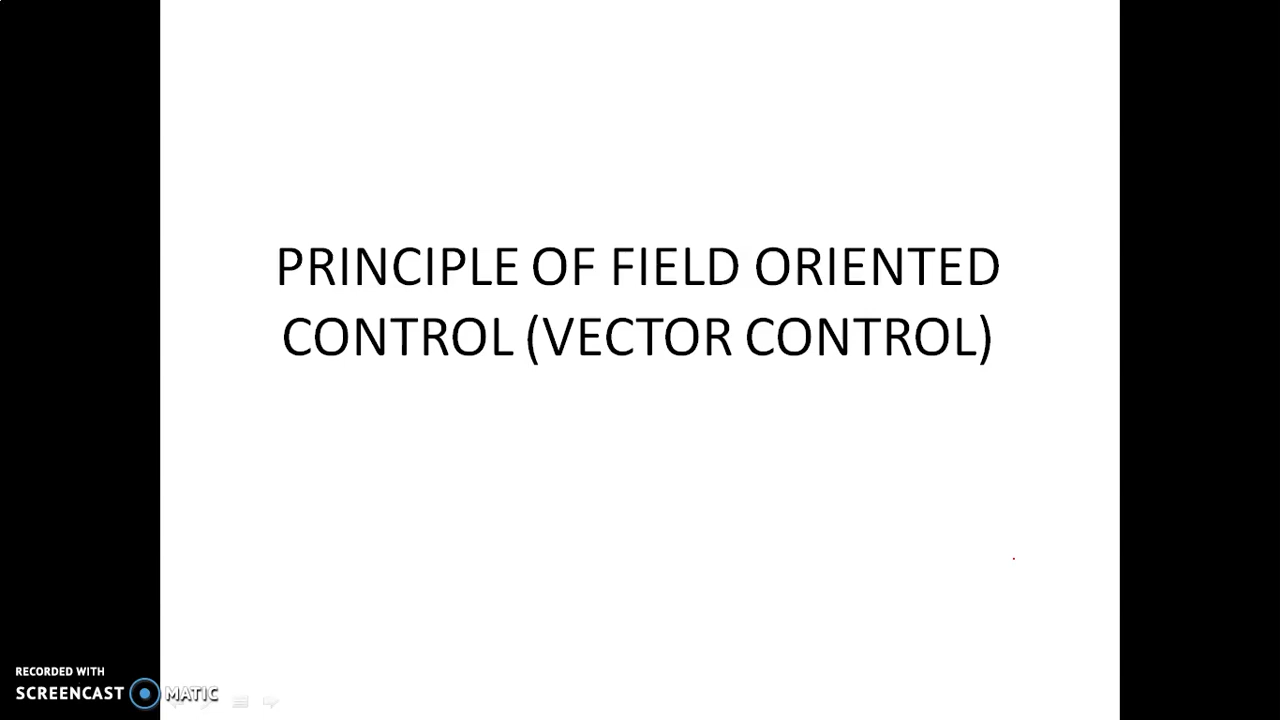 PRINCIPLE OF FIELD ORIENTED
CONTROL (VECTOR CONTROL)
RECORDED WITH
SCREENCAST MATIC